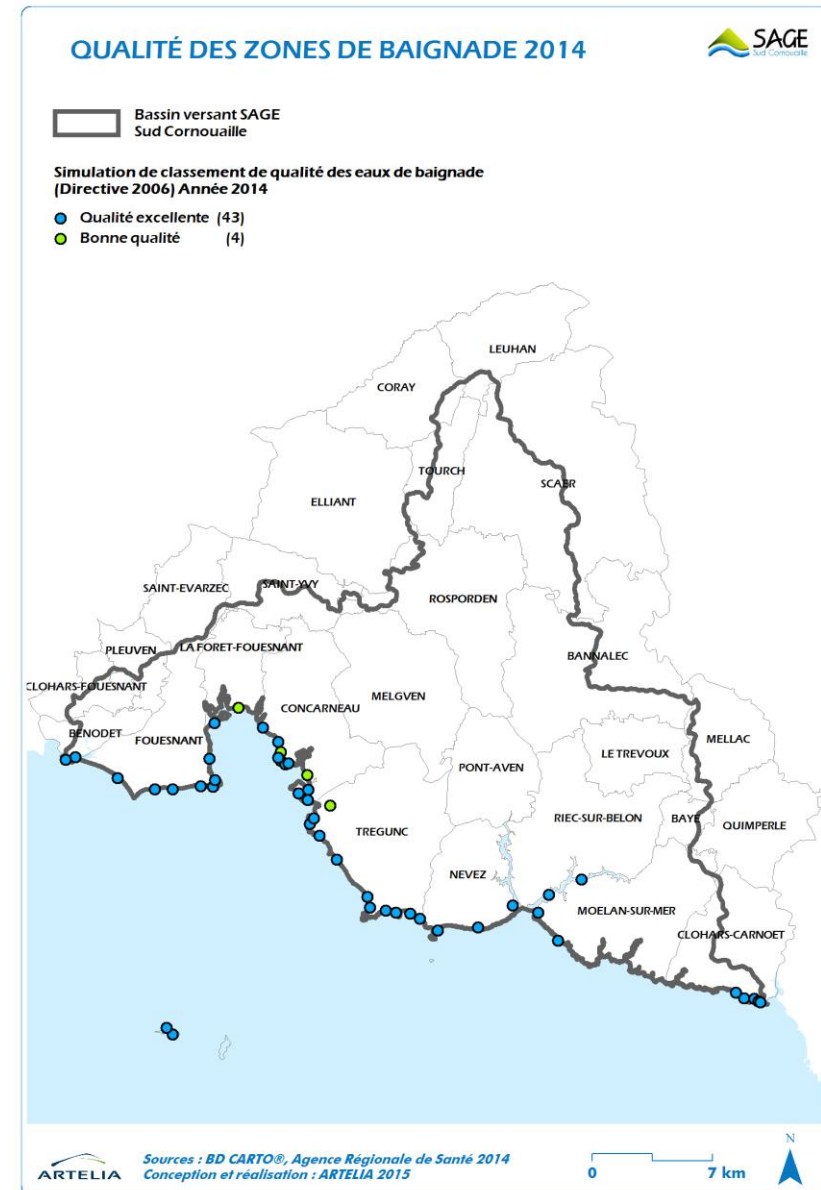 QUALITÉ DES ZONES DE BAIGNADE 2014
SAGE
Sud Cornouaille
Bassin versant SAGE
Sud Cornouaille
Simulation de classement de qualité des eaux de baignade
(Directive 2006) Année 2014
Qualité excellente (43)
Bonne qualité (4)
LEUHAN
CORAY
TOURCH
SCAER
ELLIANT
SAINT-EVARZEC
SAINT-YVY
ROSPORDEN
PLEUVEN
LA FORET-FOUESNANT
BANNALEC
CLOHARS-FOUESNANT
MELGVEN
CONCARNEAU
BENODET
FOUESNANT
MELLAC
LE TREVOUX
PONT-AVEN
RIEC-SUR-BELON
BAYE
QUIMPERLE
TREGUNC
NEVEZ
MOELAN-SUR-MER
CLOHARS-CARNOET
ARTELIA
Sources : BD CARTO®, Agence Régionale de Santé 2014
Conception et réalisation : ARTELIA 2015
0 7 km
N